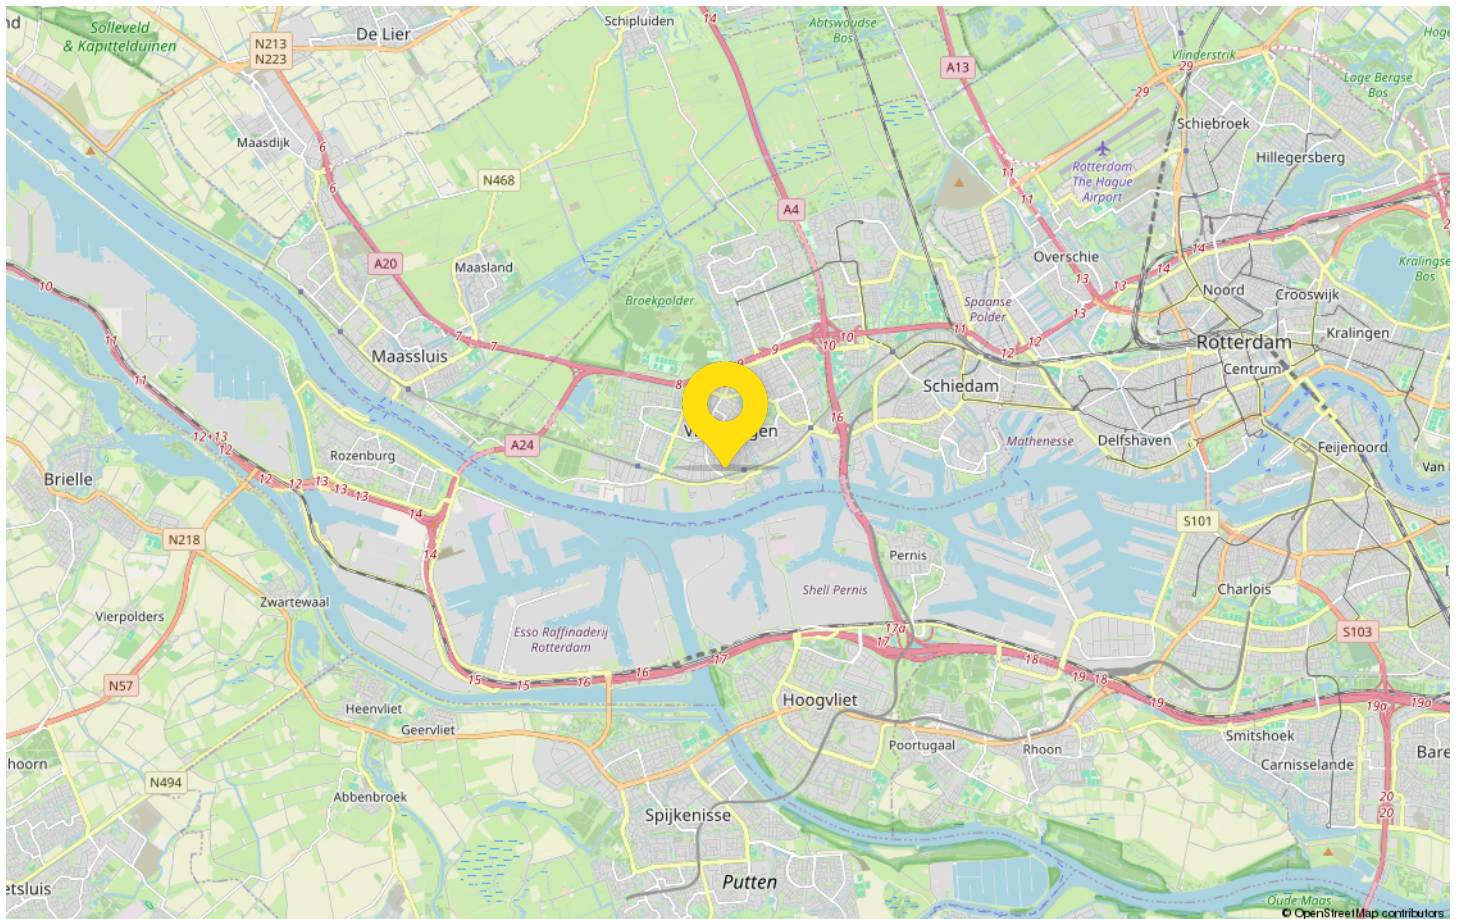 Solleveld
& Kapittelduinen
N213
N223
De Lier
Schipluiden
14
Abtswoudse
Bos
A13
Vlinderstrik
29
29
Lage Bergse
Bos
Schiebroek
Hillegersberg
Maasdijk
6
6
N468
Rotterdam
The Hague
Airport
11
11
A4
A20
Maasland
Broekpolder
Overschie
14
14
13
13
13
Noord
Crooswijk
Kralingse
Bos
Spaanse
Polder
10
11
11
7
7
Maassluis
8
9
9
10
10
11
12
12
Rotterdam
Kralingen
Centrum
Schiedam
16
A24
12
13
12
12
12
13
13
13
Rozenburg
Brielle
Mathenesse
Delfshaven
Feijenoord
14
14
N218
S101
Pernis
Shell Pernis
Charlois
Zwartewaal
Vierpolders
Esso Raffinaderij
Rotterdam
17a
17
S103
15
15
16
16
17
18
19
18
19
19a
19a
N57
Hoogvliet
Heenvliet
Geervliet
Poortugaal
Rhoon
Smitshoek
Carnisselande
N494
Abbenbroek
Spijkenisse
20
20
Putten
Oude Maas
© OpenStreetMap contributors